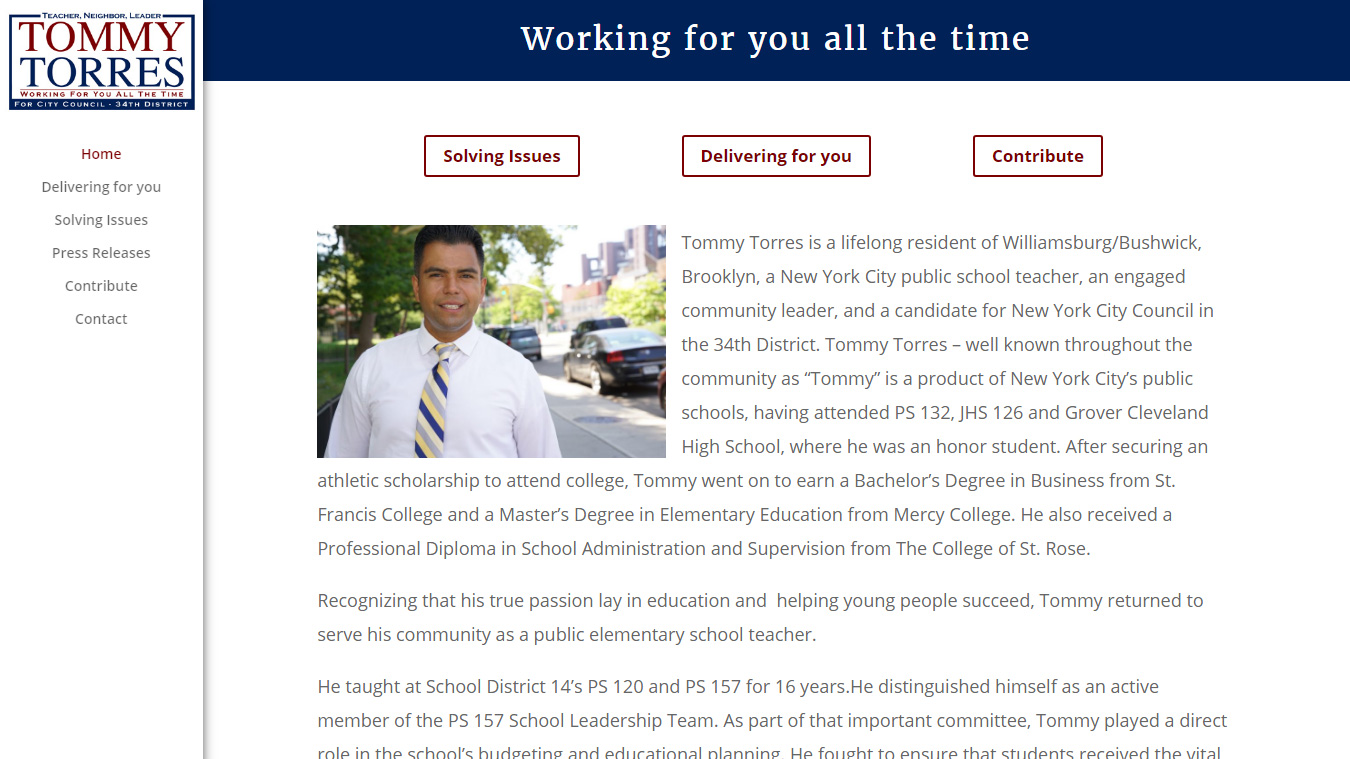 TEACHER, NEIGHBOR, LEADER
TOMMY
TORRES
WORKING FOR YOU ALL THE TIME
FOR CITY COUNCIL - 34TH DISTRICT
Home
Delivering for you
Solving Issues
Press Releases
Contribute
Contact
Working for you all the time
Solving Issues
Delivering for you
Contribute
Tommy Torres is a lifelong resident of Williamsburg/Bushwick,
Brooklyn, a New York City public school teacher, an engaged
community leader, and a candidate for New York City Council in
the 34th District. Tommy Torres – well known throughout the
community as “Tommy” is a product of New York City’s public
schools, having attended PS 132, JHS 126 and Grover Cleveland
High School, where he was an honor student. After securing an
athletic scholarship to attend college, Tommy went on to earn a Bachelor’s Degree in Business from St.
Francis College and a Master’s Degree in Elementary Education from Mercy College. He also received a
Professional Diploma in School Administration and Supervision from The College of St. Rose.
Recognizing that his true passion lay in education and  helping young people succeed, Tommy returned to
serve his community as a public elementary school teacher.
He taught at School District 14’s PS 120 and PS 157 for 16 years.He distinguished himself as an active
member of the PS 157 School Leadership Team. As part of that important committee, Tommy played a direct
role in the school’s budgeting and educational planning. He fought to ensure that students received the vital